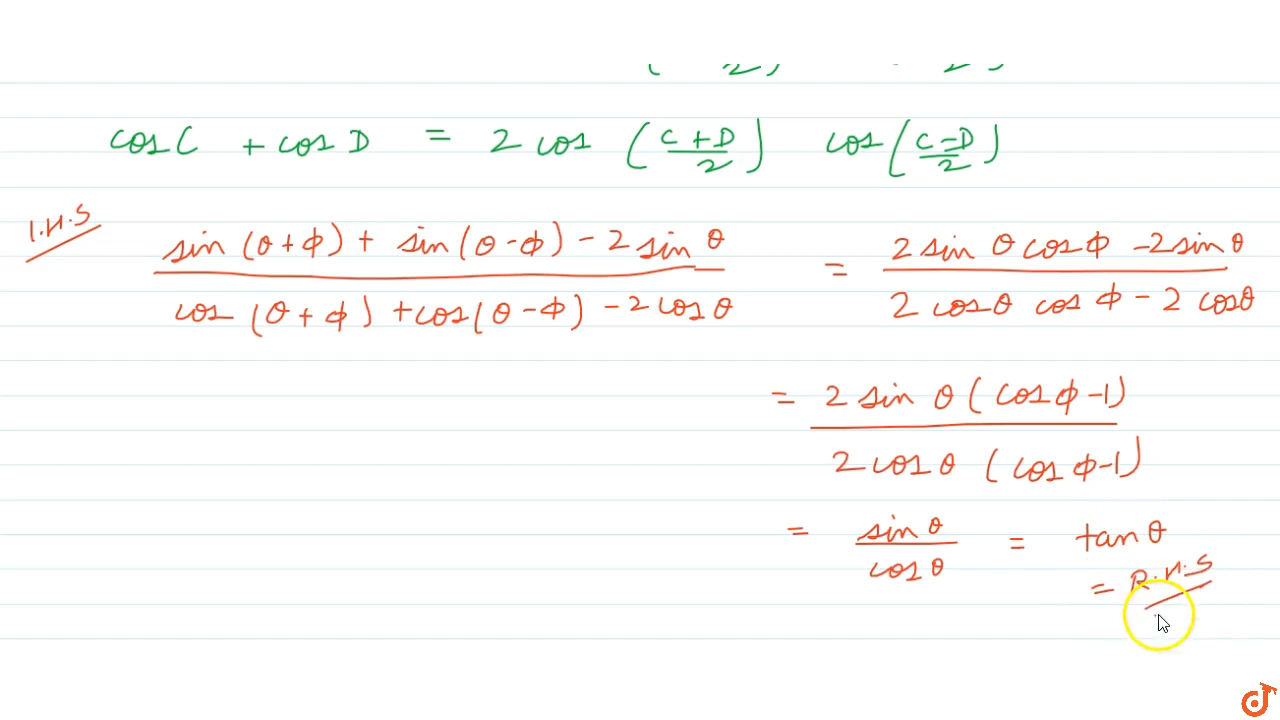 cos C + cos D = 2 cos ( (C+D)/2 ) cos ( (C-D)/2 )
L.H.S
(sin (θ+ϕ) + sin (θ-ϕ) - 2 sin θ) / (cos (θ+ϕ) + cos (θ-ϕ) - 2 cos θ) = (2 sin θ cos ϕ - 2 sin θ) / (2 cos θ cos ϕ - 2 cos θ)
= 2 sin θ ( cos ϕ - 1) / 2 cos θ ( cos ϕ - 1)
= sin θ / cos θ = tan θ
= R.H.S